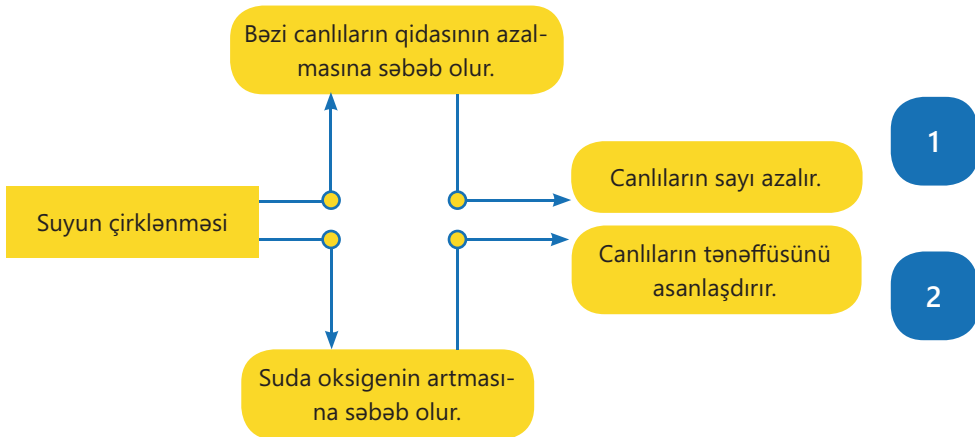 Bəzi canlıların qidasının azal-
masına səbəb olur.
1
Canlıların sayı azalır.
Suyun çirklənməsi
Canlıların tənəffüsünü
asanlaşdırır.
2
Suda oksigenin artması-
na səbəb olur.